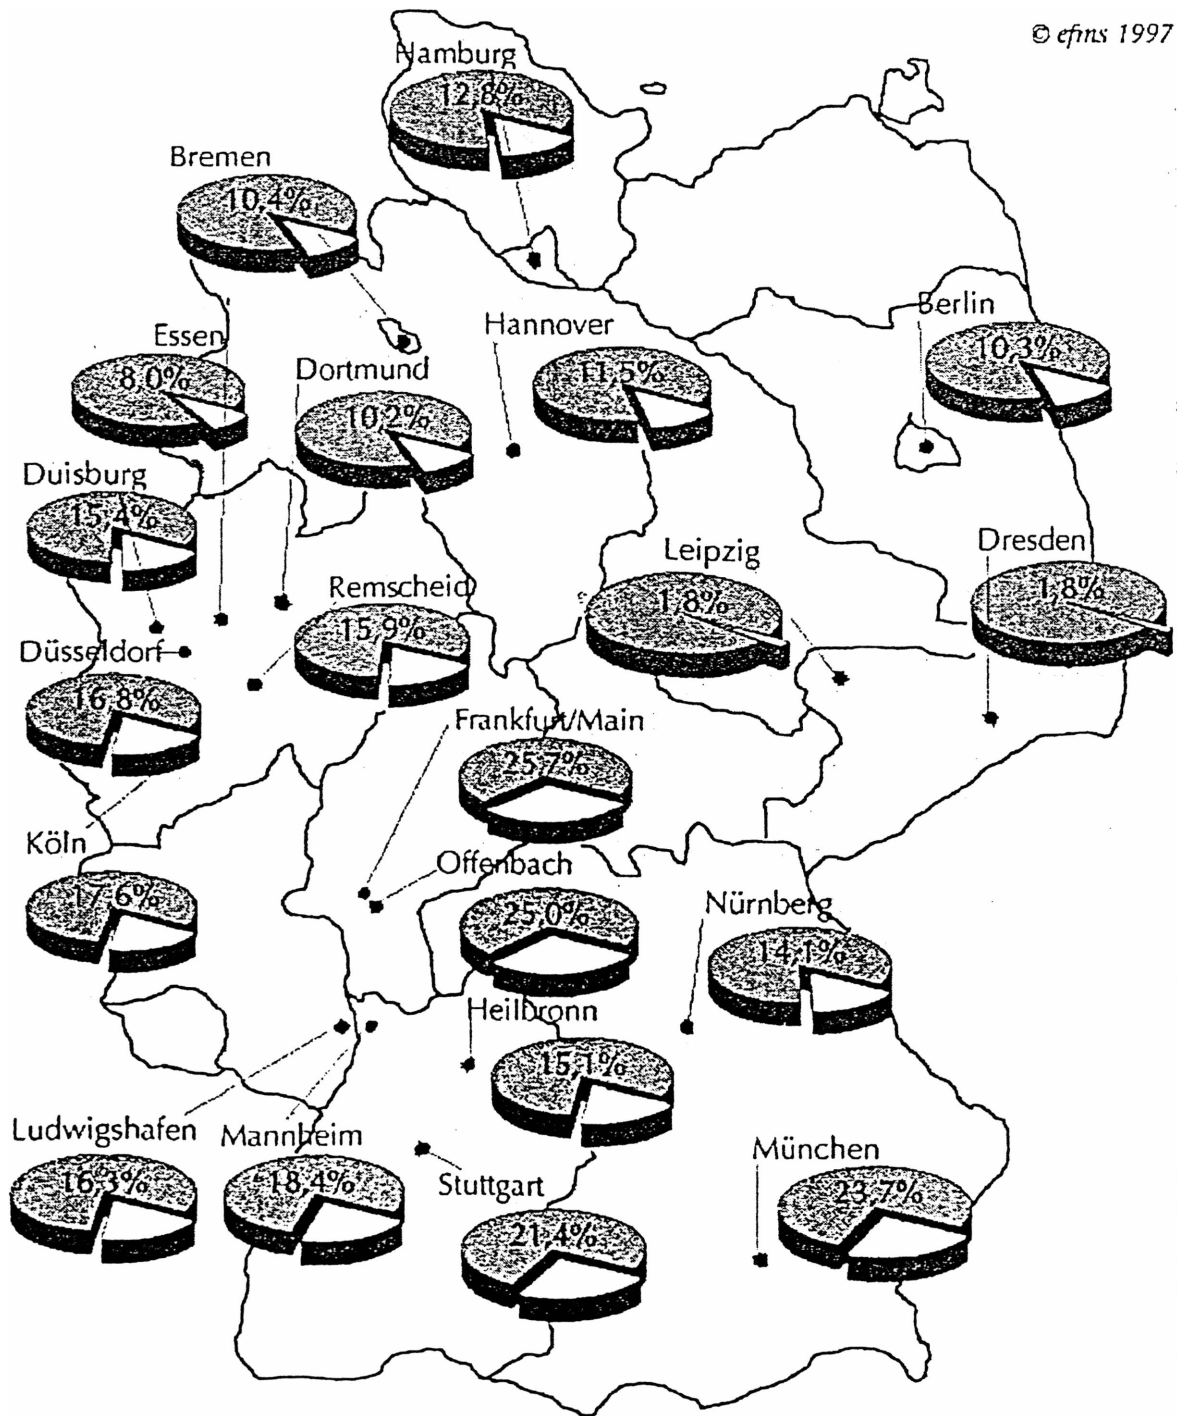 © efms 1997
Hamburg
12,8%
Bremen
10,4%
Hannover
11,5%
Berlin
10,3%
Essen
8,0%
Dortmund
10,2%
Duisburg
15,4%
Leipzig
1,8%
Dresden
1,8%
Remscheid
15,9%
Düsseldorf
16,8%
Frankfurt/Main
25,7%
Köln
17,6%
Offenbach
25,0%
Nürnberg
14,1%
Heilbronn
15,1%
Ludwigshafen
16,3%
Mannheim
18,4%
Stuttgart
21,4%
München
23,7%